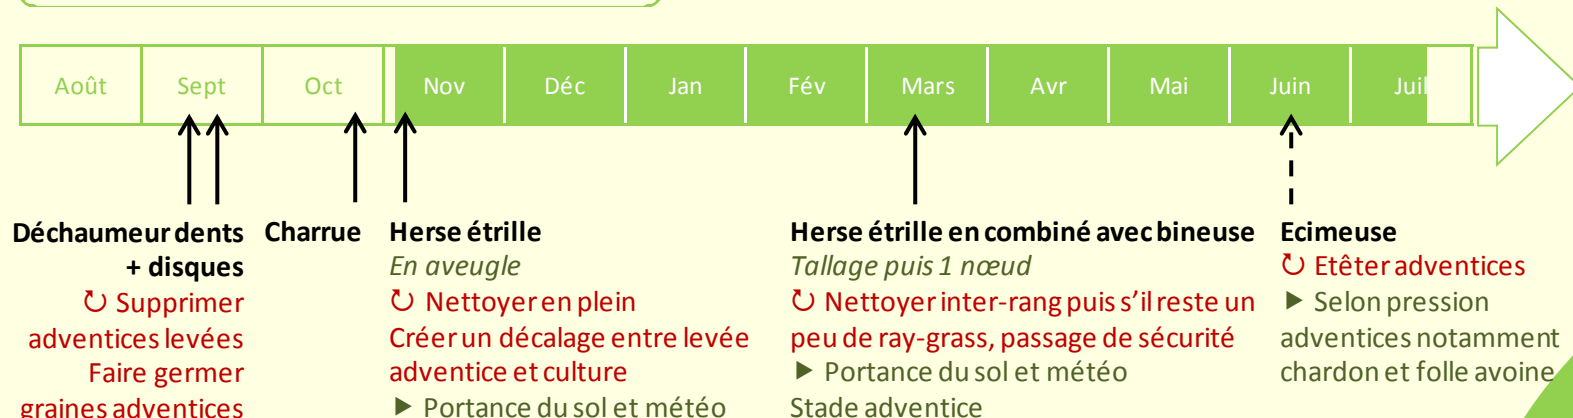 Août Sept Oct Nov Déc Jan Fév Mars Avr Mai Juin Juil
Déchaumeur dents
+ disques
↻ Supprimer
adventices levées
Faire germer
graines adventices
Charrue
Herse étrille
En aveugle
↻ Nettoyer en plein
Créer un décalage entre levée
adventice et culture
▶ Portance du sol et météo
Herse étrille en combiné avec bineuse
Tallage puis 1 nœud
↻ Nettoyer inter-rang puis s’il reste un
peu de ray-grass, passage de sécurité
▶ Portance du sol et météo
Stade adventice
Ecimeuse
↻ Etêter adventices
▶ Selon pression
adventices notamment
chardon et folle avoine